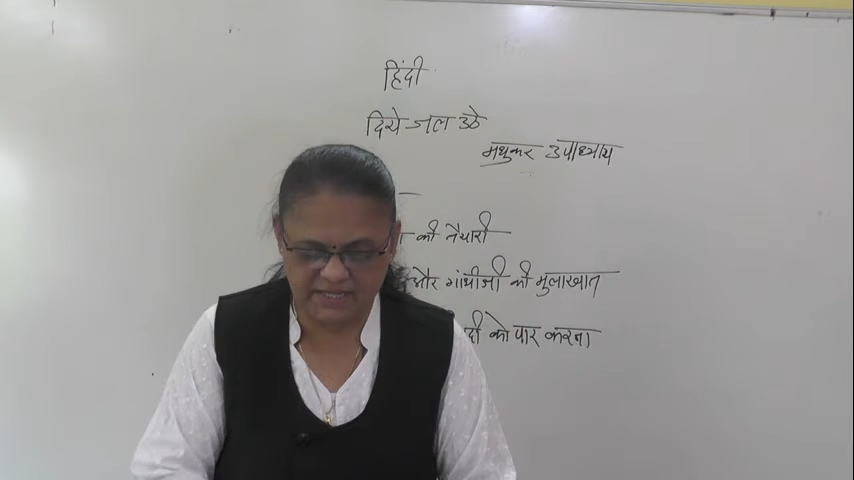 हिंदी
दिये जल उठे
मधुकर उपाध्याय
की तैयारी
और गांधीजी की मुलाखात
को पार करना